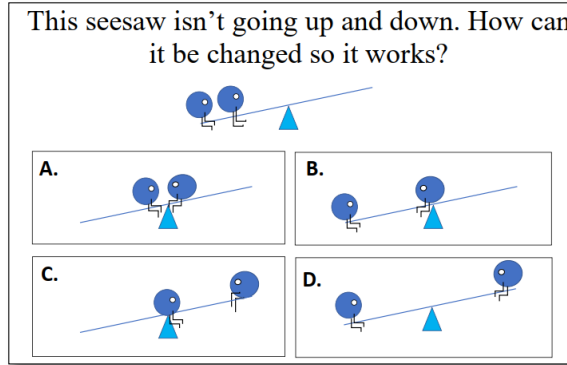 This seesaw isn’t going up and down. How can
it be changed so it works?
A.
B.
C.
D.